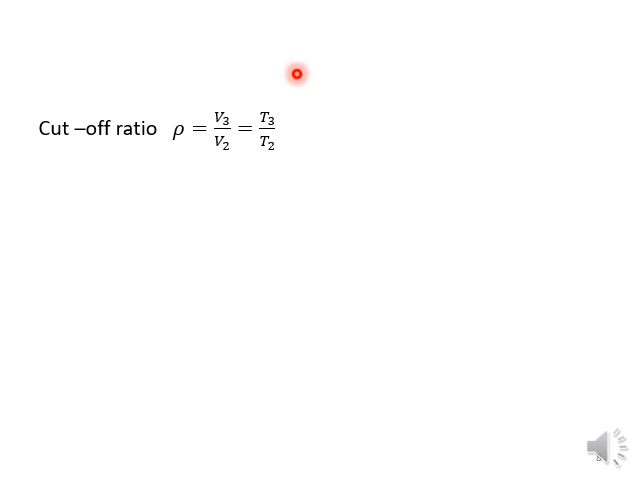 Cut –off ratio ρ = V₃/V₂ = T₃/T₂